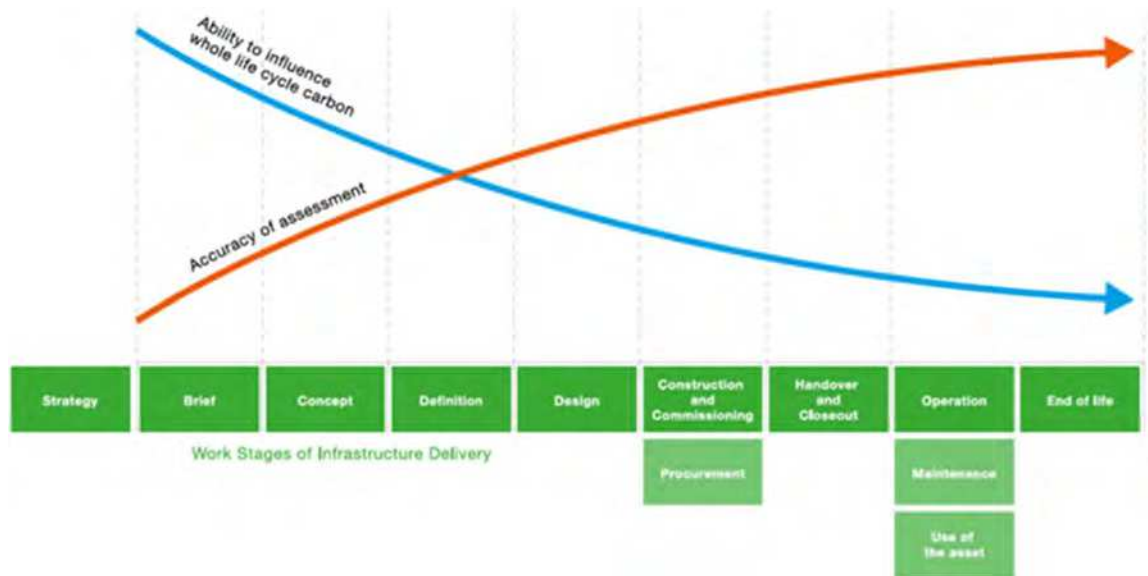 Ability to influence
whole life cycle carbon
Accuracy of assessment
Strategy
Brief
Concept
Definition
Design
Construction
and
Commissioning
Handover
and
Closeout
Operation
End of life
Work Stages of Infrastructure Delivery
Procurement
Maintenance
Use of
the asset